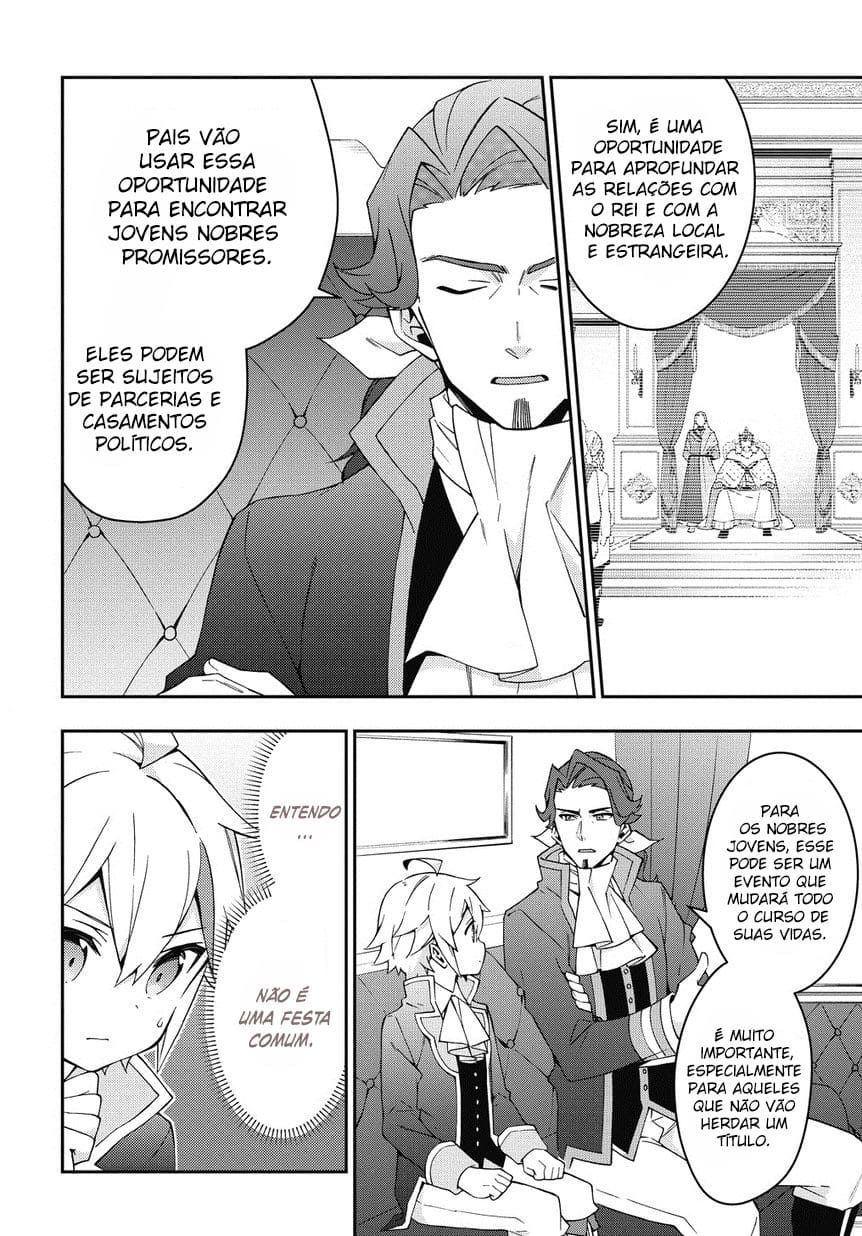 SIM, É UMA
OPORTUNIDADE
PARA APROFUNDAR
AS RELAÇÕES COM
O REI E COM A
NOBREZA LOCAL
E ESTRANGEIRA.
PAIS VÃO
USAR ESSA
OPORTUNIDADE
PARA ENCONTRAR
JOVENS NOBRES
PROMISSORES.
ELES PODEM
SER SUJEITOS
DE PARCERIAS E
CASAMENTOS
POLÍTICOS.
PARA
OS NOBRES
JOVENS, ESSE
PODE SER UM
EVENTO QUE
MUDARÁ TODO
O CURSO DE
SUAS VIDAS.
É MUITO
IMPORTANTE,
ESPECIALMENTE
PARA AQUELES
QUE NÃO VÃO
HERDAR UM
TÍTULO.
ENTENDO
...
NÃO É
UMA FESTA
COMUM.